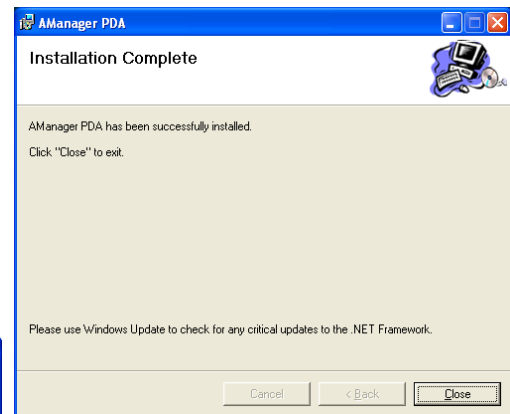 AManager PDA
Installation Complete
AManager PDA has been successfully installed.
Click "Close" to exit.
Please use Windows Update to check for any critical updates to the .NET Framework.
Cancel
< Back
Close